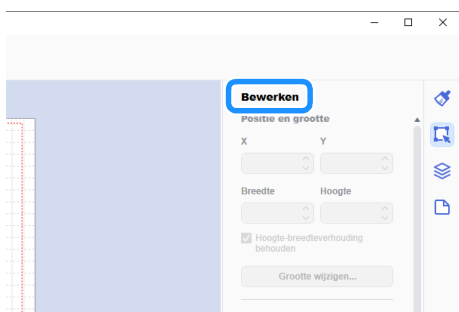 Bewerken
Positie en grootte
X Y
Breedte Hoogte
Hoogte-breedteverhouding
behouden
Grootte wijzigen...